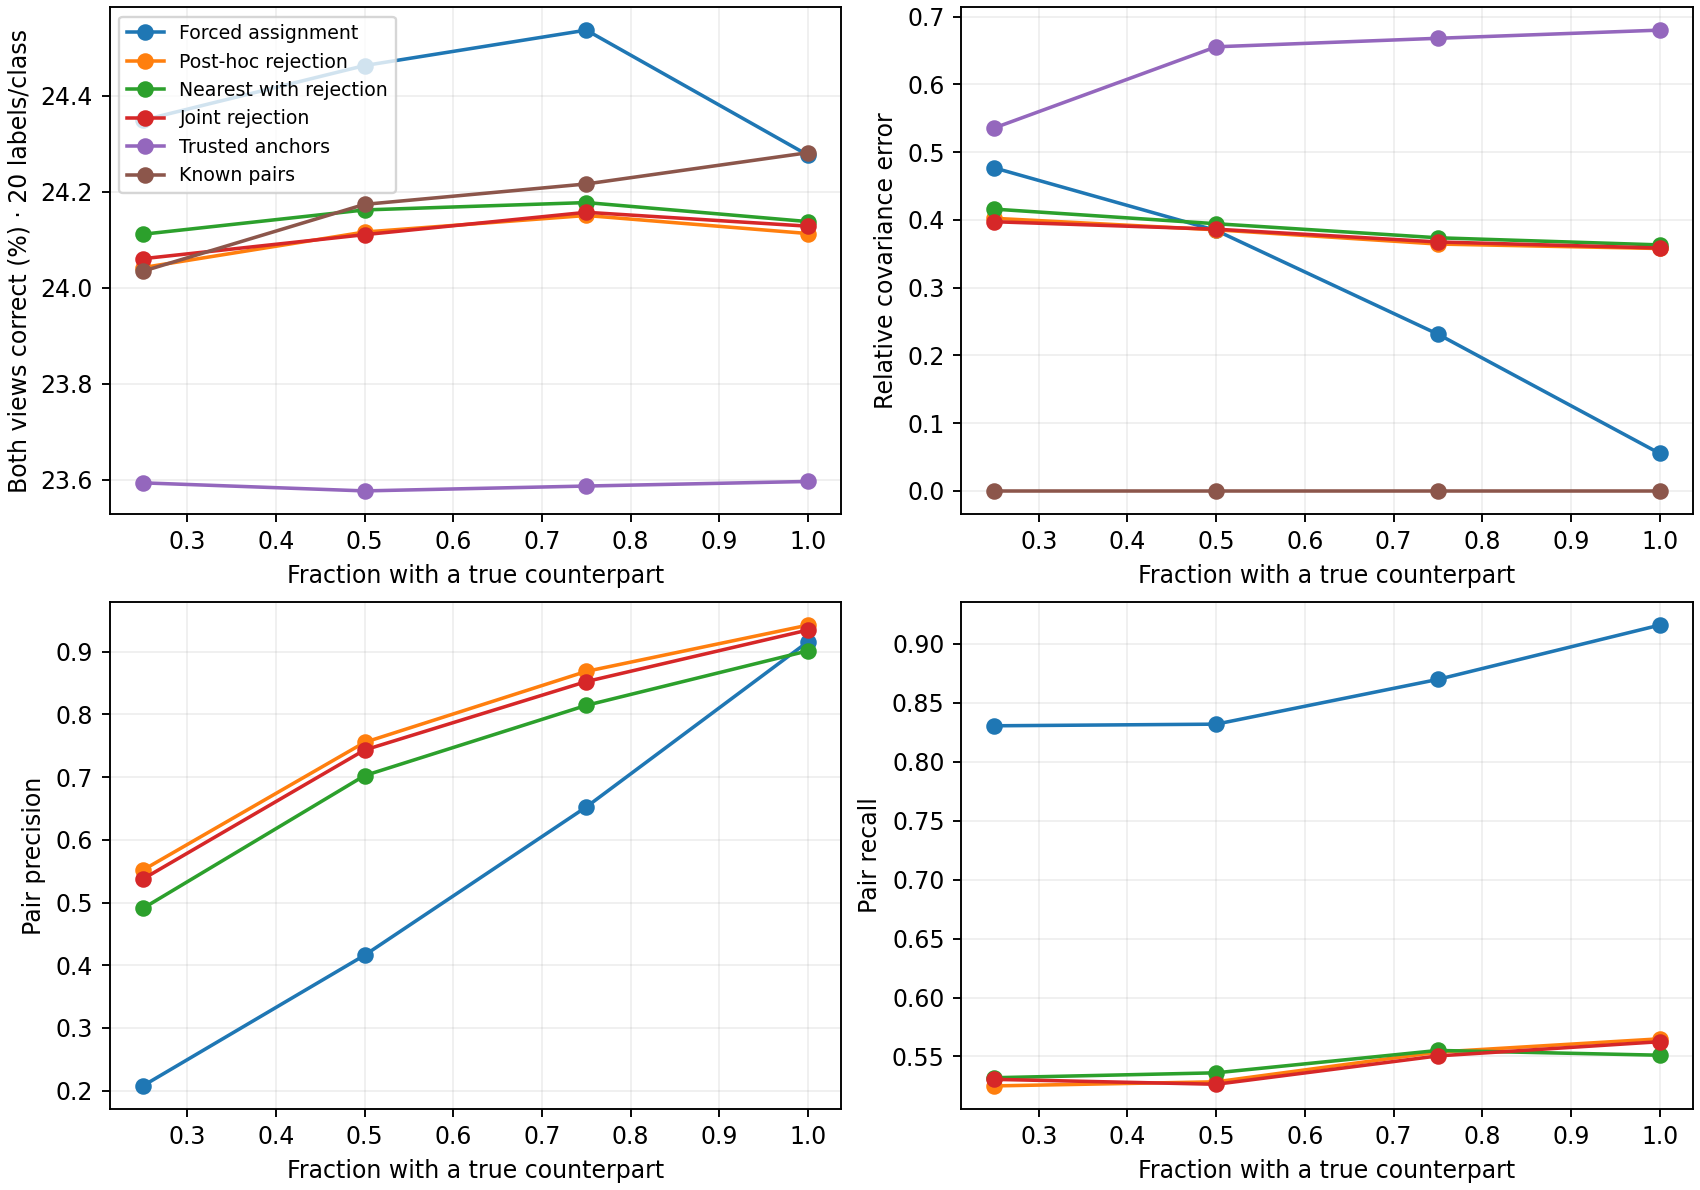 Both views correct (%) · 20 labels/class
24.4
24.2
24.0
23.8
23.6
Forced assignment
Post-hoc rejection
Nearest with rejection
Joint rejection
Trusted anchors
Known pairs
0.3 0.4 0.5 0.6 0.7 0.8 0.9 1.0
Fraction with a true counterpart
Relative covariance error
0.7
0.6
0.5
0.4
0.3
0.2
0.1
0.0
0.3 0.4 0.5 0.6 0.7 0.8 0.9 1.0
Fraction with a true counterpart
Pair precision
0.9
0.8
0.7
0.6
0.5
0.4
0.3
0.2
0.3 0.4 0.5 0.6 0.7 0.8 0.9 1.0
Fraction with a true counterpart
Pair recall
0.90
0.85
0.80
0.75
0.70
0.65
0.60
0.55
0.3 0.4 0.5 0.6 0.7 0.8 0.9 1.0
Fraction with a true counterpart